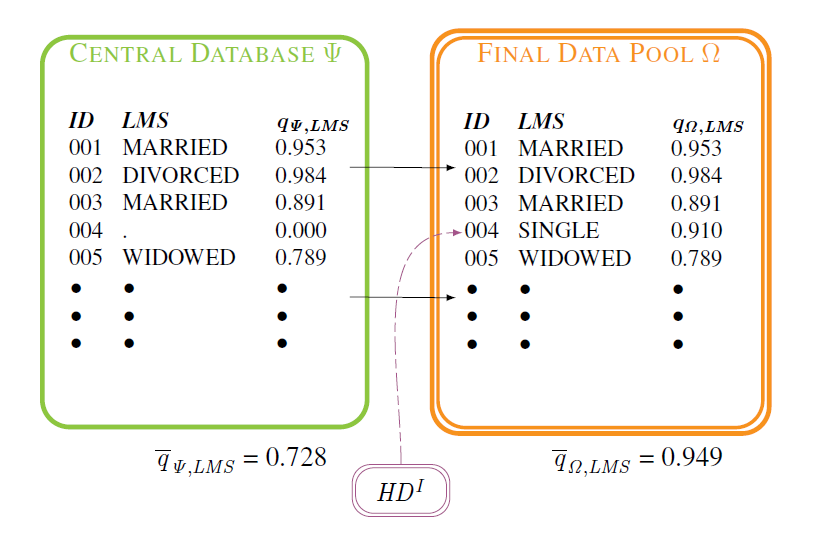 CENTRAL DATABASE Ψ
ID LMS qΨ,LMS
001 MARRIED 0.953
002 DIVORCED 0.984
003 MARRIED 0.891
004 . 0.000
005 WIDOWED 0.789
• • •
• • •
• • •
q̅Ψ,LMS = 0.728
FINAL DATA POOL Ω
ID LMS qΩ,LMS
001 MARRIED 0.953
002 DIVORCED 0.984
003 MARRIED 0.891
004 SINGLE 0.910
005 WIDOWED 0.789
• • •
• • •
• • •
q̅Ω,LMS = 0.949
HD^I